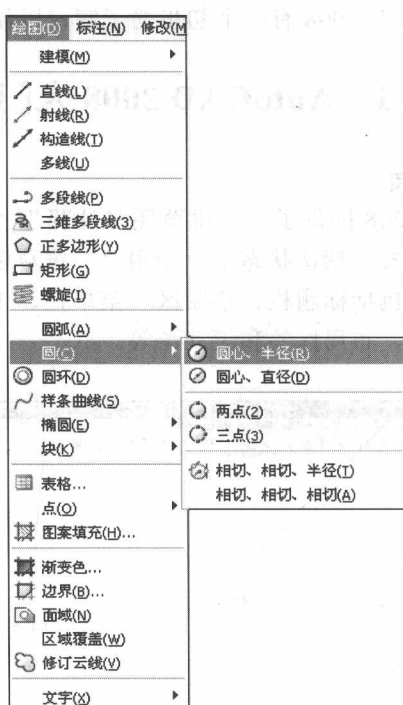 AutoCAD 200
绘图(D) 标注(N) 修改(M
建模(M)
直线(L)
射线(R)
构造线(T)
多线(U)
多段线(P)
三维多段线(3)
正多边形(Y)
矩形(G)
螺旋(I)
圆弧(A)
圆(C)
圆心、半径(R)
圆环(D)
圆心、直径(D)
样条曲线(S)
两点(2)
椭圆(E)
三点(3)
块(K)
表格...
相切、相切、半径(T)
点(O)
相切、相切、相切(A)
图案填充(H)...
渐变色...
边界(B)...
面域(N)
区域覆盖(W)
修订云线(V)
文字(X)